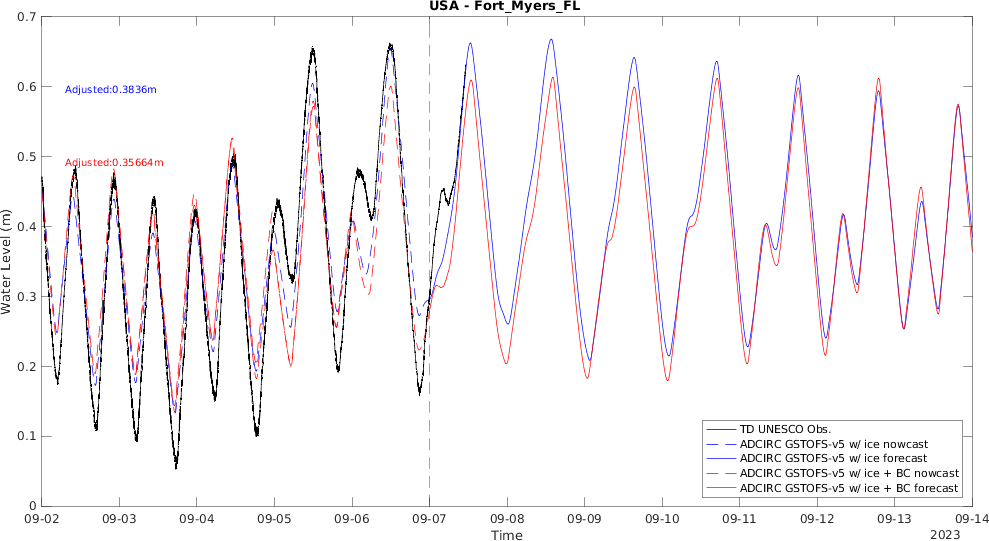 USA - Fort_Myers_FL
0.7
0.6
0.5
0.4
0.3
0.2
0.1
0
Water Level (m)
Adjusted:0.3836m
Adjusted:0.35664m
TD UNESCO Obs.
ADCIRC GSTOFS-v5 w/ ice nowcast
ADCIRC GSTOFS-v5 w/ ice forecast
ADCIRC GSTOFS-v5 w/ ice + BC nowcast
ADCIRC GSTOFS-v5 w/ ice + BC forecast
09-02 09-03 09-04 09-05 09-06 09-07 09-08 09-09 09-10 09-11 09-12 09-13 09-14
Time
2023